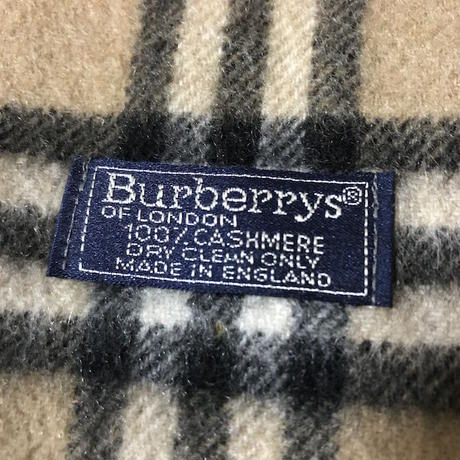 Burberrys®
OF LONDON
100% CASHMERE
DRY CLEAN ONLY
MADE IN ENGLAND